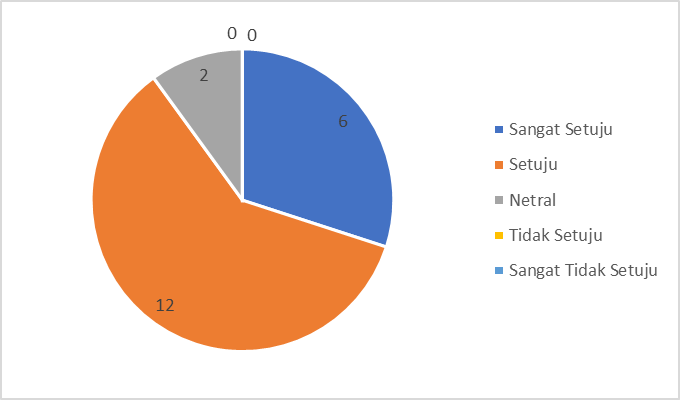 0 0
2
6
12
Sangat Setuju
Setuju
Netral
Tidak Setuju
Sangat Tidak Setuju